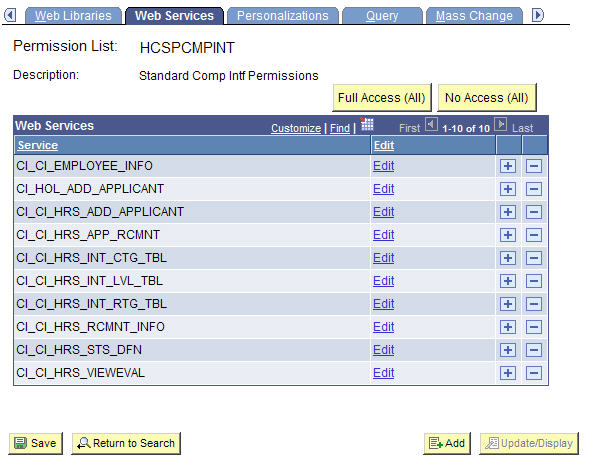 Web Libraries Web Services Personalizations Query Mass Change
Permission List: HCSPCMPINT
Description: Standard Comp Intf Permissions
Full Access (All) No Access (All)
Web Services Customize | Find | First 1-10 of 10 Last
Service Edit
CI_CI_EMPLOYEE_INFO Edit
CI_HOL_ADD_APPLICANT Edit
CI_CI_HRS_ADD_APPLICANT Edit
CI_CI_HRS_APP_RCMNT Edit
CI_CI_HRS_INT_CTG_TBL Edit
CI_CI_HRS_INT_LVL_TBL Edit
CI_CI_HRS_INT_RTG_TBL Edit
CI_CI_HRS_RCMNT_INFO Edit
CI_CI_HRS_STS_DFN Edit
CI_CI_HRS_VIEWEVAL Edit
Save Return to Search Add Update/Display